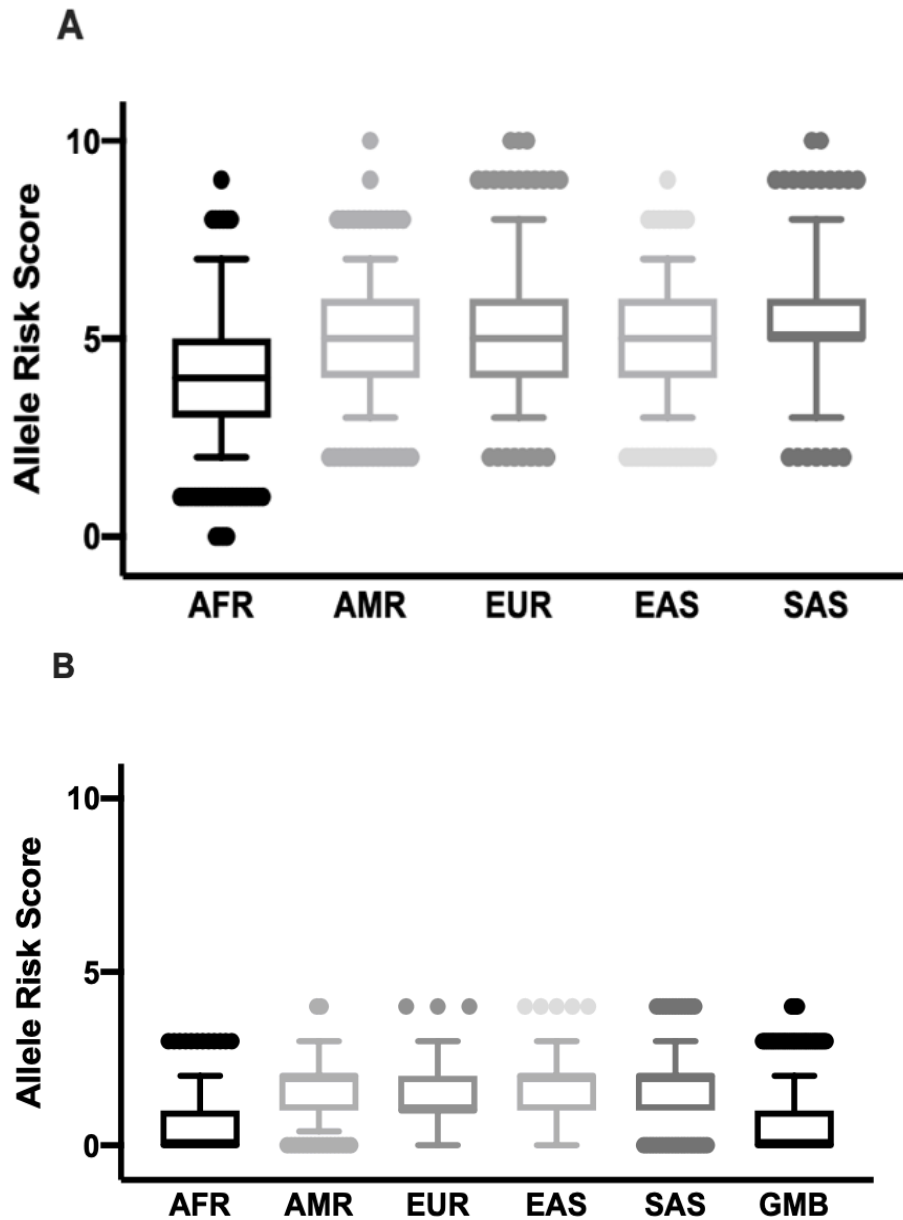 A
Allele Risk Score
10
5
0
AFR AMR EUR EAS SAS
B
Allele Risk Score
10
5
0
AFR AMR EUR EAS SAS GMB